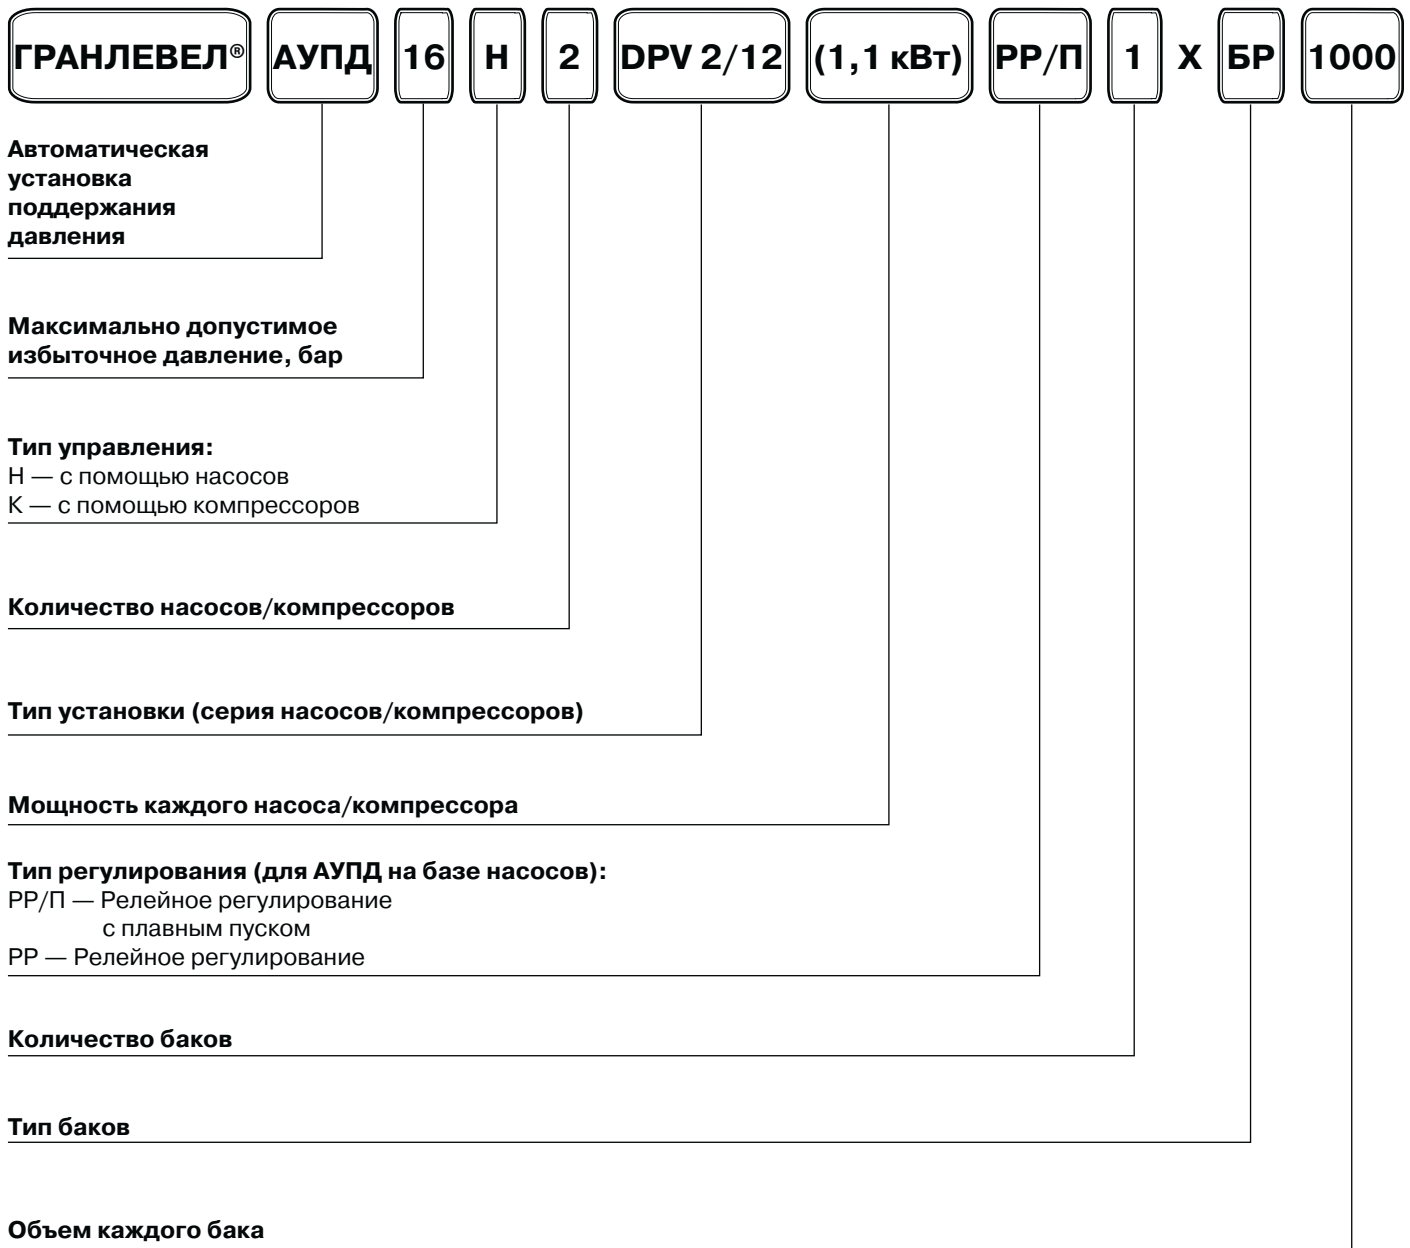 ГРАНЛЕВЕЛ® АУПД 16 Н 2 DPV 2/12 (1,1 кВт) РР/П 1 Х БР 1000
Автоматическая
установка
поддержания
давления
Максимально допустимое
избыточное давление, бар
Тип управления:
Н — с помощью насосов
К — с помощью компрессоров
Количество насосов/компрессоров
Тип установки (серия насосов/компрессоров)
Мощность каждого насоса/компрессора
Тип регулирования (для АУПД на базе насосов):
РР/П — Релейное регулирование
с плавным пуском
РР — Релейное регулирование
Количество баков
Тип баков
Объем каждого бака